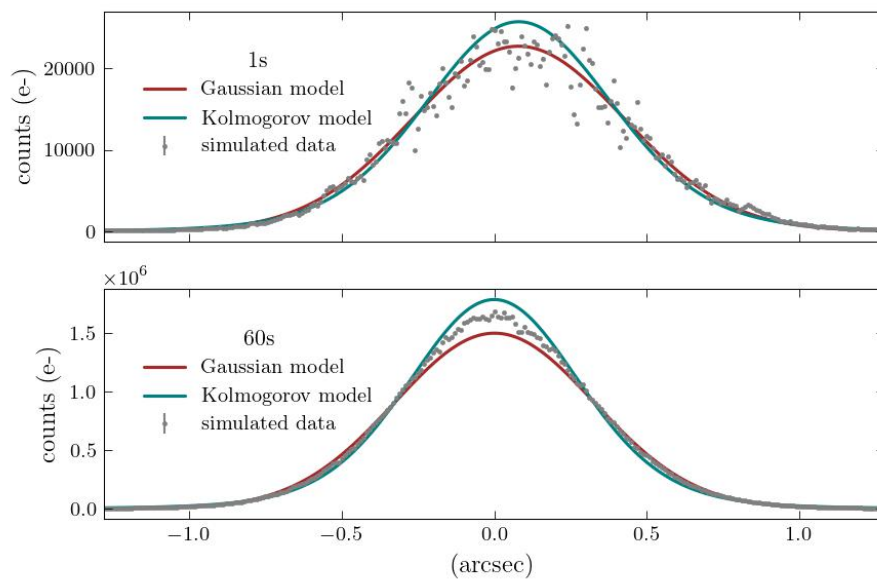 1s
Gaussian model
Kolmogorov model
simulated data
counts (e-)
20000
10000
0
×10⁶
60s
Gaussian model
Kolmogorov model
simulated data
counts (e-)
1.5
1.0
0.5
0.0
−1.0 −0.5 0.0 0.5 1.0
(arcsec)